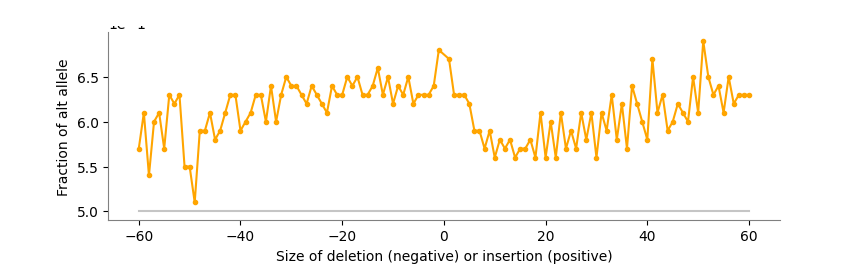 6.5
6.0
5.5
5.0
Fraction of alt allele
−60 −40 −20 0 20 40 60
Size of deletion (negative) or insertion (positive)